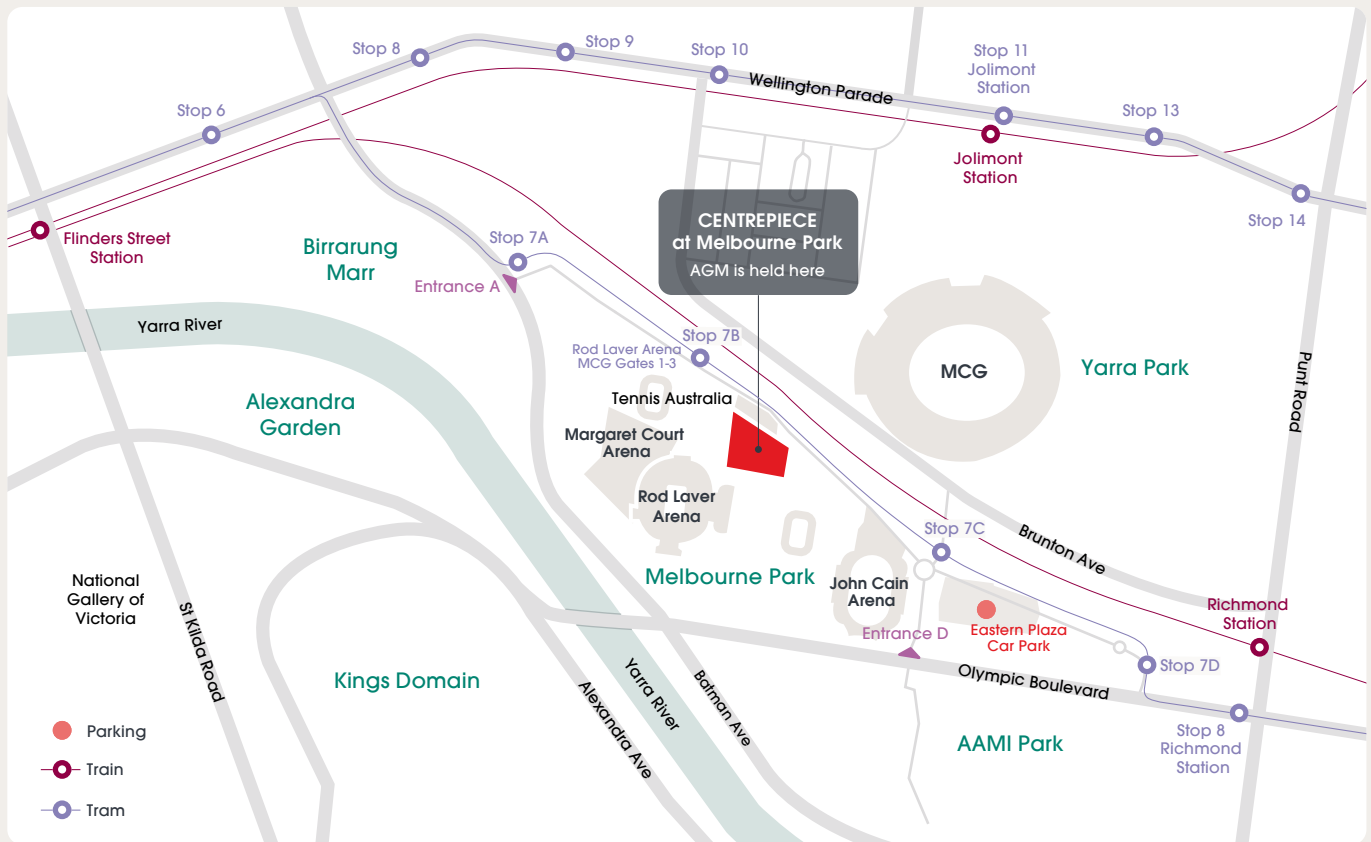 Stop 8
Stop 9
Stop 10
Stop 11
Jolimont
Station
Wellington Parade
Stop 6
Stop 13
Jolimont
Station
Stop 14
CENTREPIECE
at Melbourne Park
AGM is held here
Flinders Street
Station
Birrarung
Marr
Stop 7A
Entrance A
Yarra River
Stop 7B
Rod Laver Arena
MCG Gates 1-3
MCG
Yarra Park
Punt Road
Tennis Australia
Alexandra
Garden
Margaret Court
Arena
Rod Laver
Arena
Stop 7C
Brunton Ave
National
Gallery of
Victoria
St Kilda Road
Melbourne Park
John Cain
Arena
Richmond
Station
Entrance D
Eastern Plaza
Car Park
Stop 7D
Olympic Boulevard
Kings Domain
Alexandra Ave
Yarra River
Batman Ave
AAMI Park
Stop 8
Richmond
Station
Parking
Train
Tram